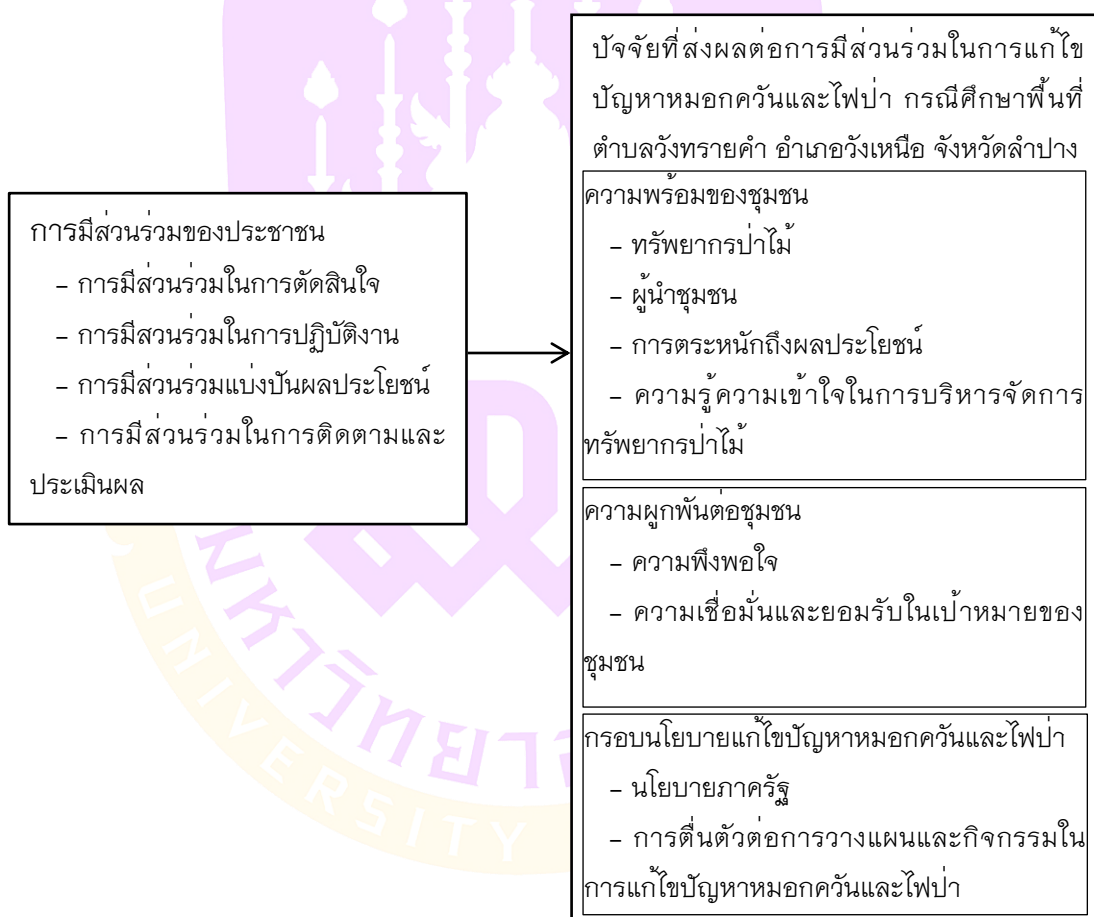 การมีส่วนร่วมของประชาชน
– การมีส่วนร่วมในการตัดสินใจ
– การมีสวนร่วมในการปฏิบัติงาน
– การมีส่วนร่วมแบ่งปันผลประโยชน์
– การมีส่วนร่วมในการติดตามและ
ประเมินผล
ปัจจัยที่ส่งผลต่อการมีส่วนร่วมในการแก้ไข
ปัญหาหมอกควันและไฟป่า กรณีศึกษาพื้นที่
ตำบลวังทรายคำ อำเภอวังเหนือ จังหวัดลำปาง
ความพร้อมของชุมชน
– ทรัพยากรป่าไม้
– ผู้นำชุมชน
– การตระหนักถึงผลประโยชน์
– ความรู้ความเข้าใจในการบริหารจัดการ
ทรัพยากรป่าไม้
ความผูกพันต่อชุมชน
– ความพึงพอใจ
– ความเชื่อมั่นและยอมรับในเป้าหมายของ
ชุมชน
กรอบนโยบายแก้ไขปัญหาหมอกควันและไฟป่า
– นโยบายภาครัฐ
– การตื่นตัวต่อการวางแผนและกิจกรรมใน
การแก้ไขปัญหาหมอกควันและไฟป่า
มหาวิทยาล
UNIVERSITY